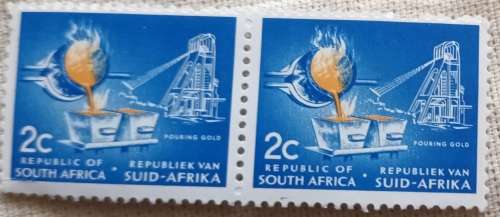 POURING GOLD
2c
REPUBLIC OF · REPUBLIEK VAN
SOUTH AFRICA SUID-AFRIKA
POURING GOLD
2c
REPUBLIC OF · REPUBLIEK VAN
SOUTH AFRICA SUID-AFRIKA